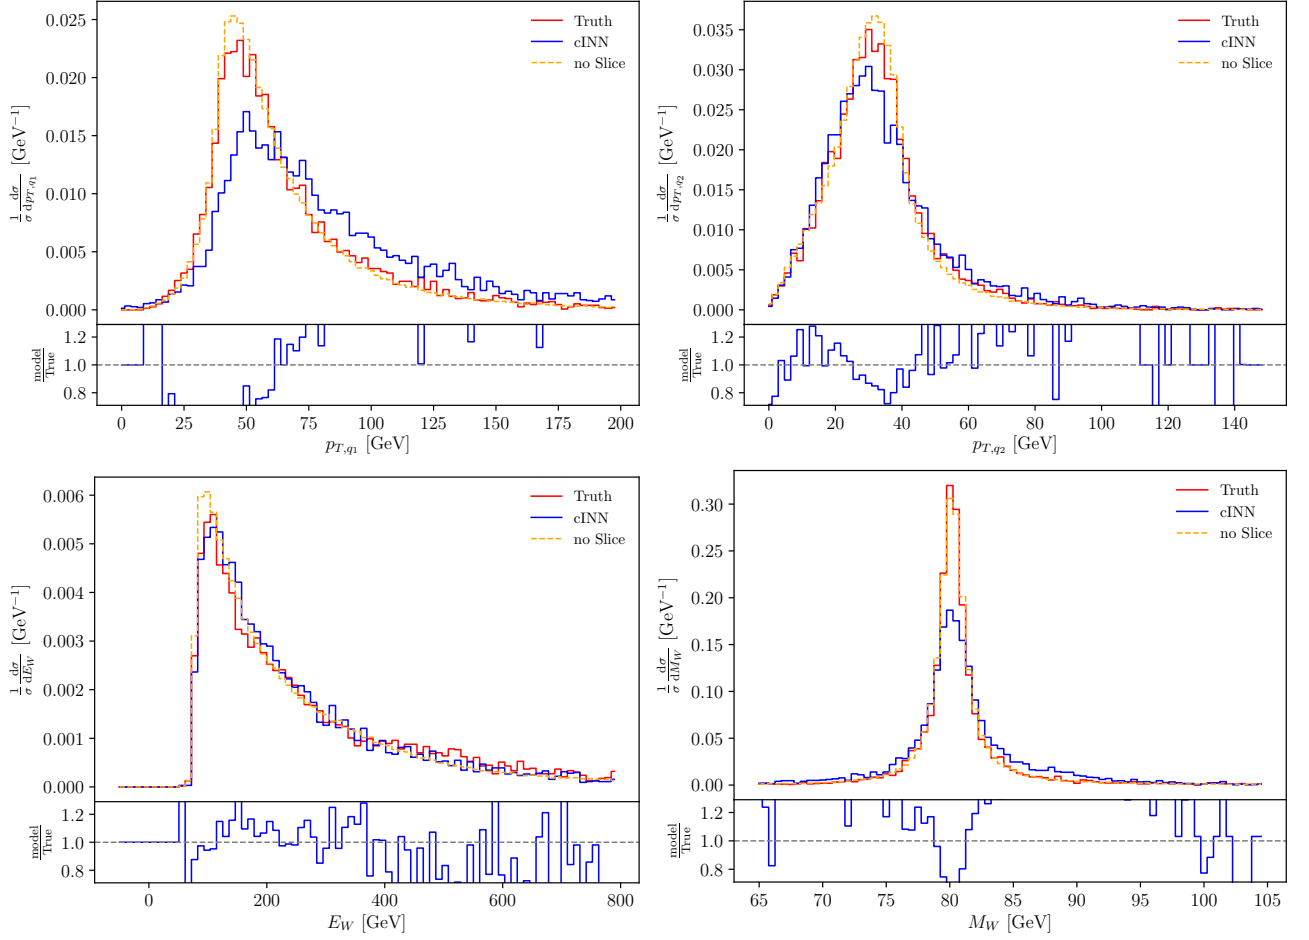 0.025
0.020
0.015
0.010
0.005
0.000
1/σ dσ/dp_{T,q_1} [GeV⁻¹]
Truth
cINN
no Slice
1.2
1.0
0.8
model/True
0 25 50 75 100 125 150 175 200
p_{T,q_1} [GeV]
0.035
0.030
0.025
0.020
0.015
0.010
0.005
0.000
1/σ dσ/dp_{T,q_2} [GeV⁻¹]
Truth
cINN
no Slice
1.2
1.0
0.8
model/True
0 20 40 60 80 100 120 140
p_{T,q_2} [GeV]
0.006
0.005
0.004
0.003
0.002
0.001
0.000
1/σ dσ/dE_W [GeV⁻¹]
Truth
cINN
no Slice
1.2
1.0
0.8
model/True
0 200 400 600 800
E_W [GeV]
0.30
0.25
0.20
0.15
0.10
0.05
0.00
1/σ dσ/dM_W [GeV⁻¹]
Truth
cINN
no Slice
1.2
1.0
0.8
model/True
65 70 75 80 85 90 95 100 105
M_W [GeV]